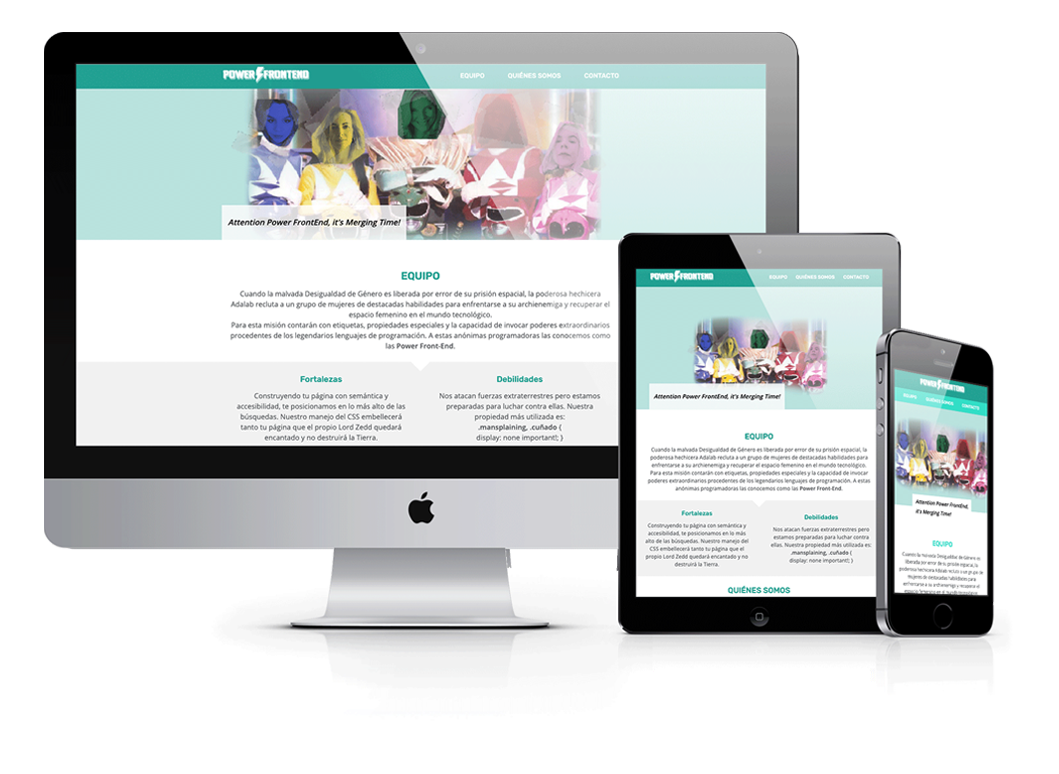 POWER FRONTEND
EQUIPO QUIÉNES SOMOS CONTACTO
Attention Power FrontEnd, it's Merging Time!
EQUIPO
Cuando la malvada Desigualdad de Género es liberada por error de su prisión espacial, la poderosa hechicera
Adalab recluta a un grupo de mujeres de destacadas habilidades para enfrentarse a su archienemiga y recuperar el
espacio femenino en el mundo tecnológico.
Para esta misión contarán con etiquetas, propiedades especiales y la capacidad de invocar poderes extraordinarios
procedentes de los legendarios lenguajes de programación. A estas anónimas programadoras las conocemos como
las Power Front-End.
Fortalezas
Construyendo tu página con semántica y
accesibilidad, te posicionamos en lo más alto de las
búsquedas. Nuestro manejo del CSS embellecerá
tanto tu página que el propio Lord Zedd quedará
encantado y no destruirá la Tierra.
Debilidades
Nos atacan fuerzas extraterrestres pero estamos
preparadas para luchar contra ellas. Nuestra
propiedad más utilizada es:
.mansplaining, .cuñado {
display: none important!; }
POWER FRONTEND
EQUIPO QUIÉNES SOMOS CONTACTO
Attention Power FrontEnd, it's Merging Time!
EQUIPO
Cuando la malvada Desigualdad de Género es liberada por error de su prisión espacial, la
poderosa hechicera Adalab recluta a un grupo de mujeres de destacadas habilidades para
enfrentarse a su archienemiga y recuperar el espacio femenino en el mundo tecnológico.
Para esta misión contarán con etiquetas, propiedades especiales y la capacidad de invocar
poderes extraordinarios procedentes de los legendarios lenguajes de programación. A estas
anónimas programadoras las conocemos como las Power Front-End.
Fortalezas
Construyendo tu página con semántica y
accesibilidad, te posicionamos en lo más
alto de las búsquedas. Nuestro manejo del
CSS embellecerá tanto tu página que el
propio Lord Zedd quedará encantado y no
destruirá la Tierra.
Debilidades
Nos atacan fuerzas extraterrestres pero
estamos preparadas para luchar contra
ellas. Nuestra propiedad más utilizada es:
.mansplaining, .cuñado {
display: none important!; }
QUIÉNES SOMOS
POWER FRONTEND
EQUIPO QUIÉNES SOMOS CONTACTO
Attention Power FrontEnd,
it's Merging Time!
EQUIPO
Cuando la malvada Desigualdad de Género es
liberada por error de su prisión espacial, la
poderosa hechicera Adalab recluta a un grupo de
mujeres de destacadas habilidades para
enfrentarse a su archienemiga y recuperar el
espacio femenino en el mundo tecnológico.